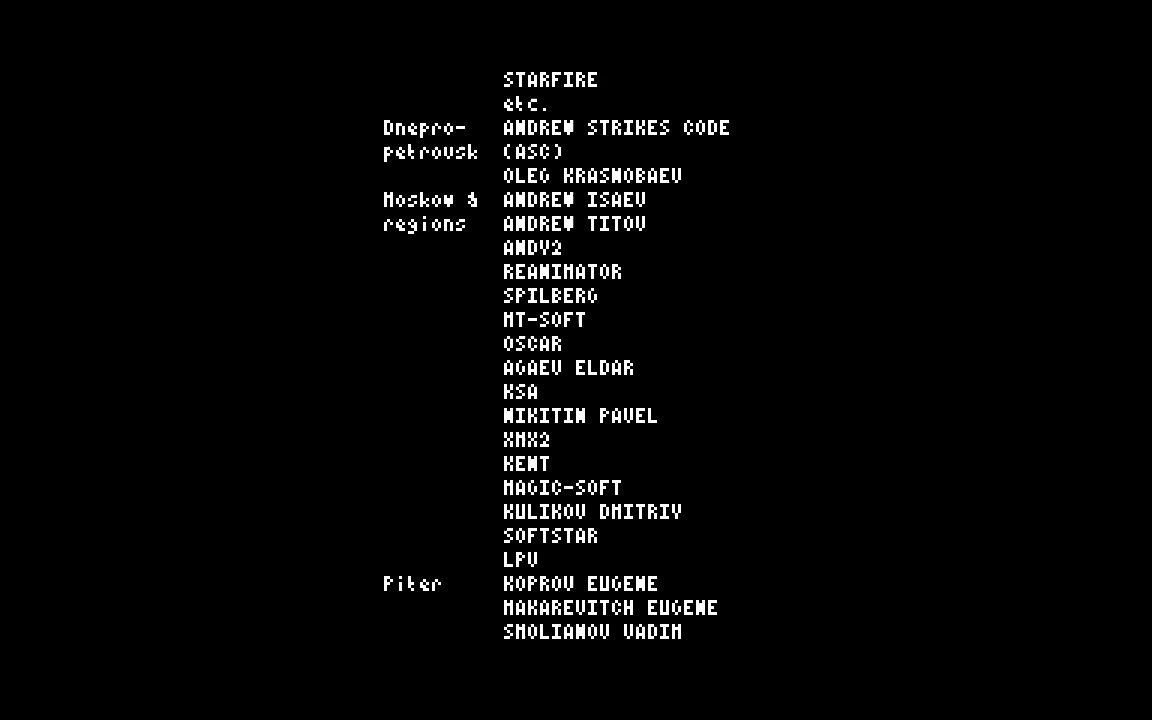 STARFIRE
etc.
Dnepro- ANDREW STRIKES CODE
petrovsk (ASC)
OLEG KRASNOBAEV
Moskow & ANDREW ISAEV
regions ANDREW TITOV
ANDY2
REANIMATOR
SPILBERG
MT-SOFT
OSCAR
AGAEV ELDAR
KSA
NIKITIN PAVEL
XMX2
KENT
MAGIC-SOFT
KULIKOV DMITRIY
SOFTSTAR
LPV
Piter KOPROV EUGENE
MAKAREVITCH EUGENE
SMOLIANOV VADIM